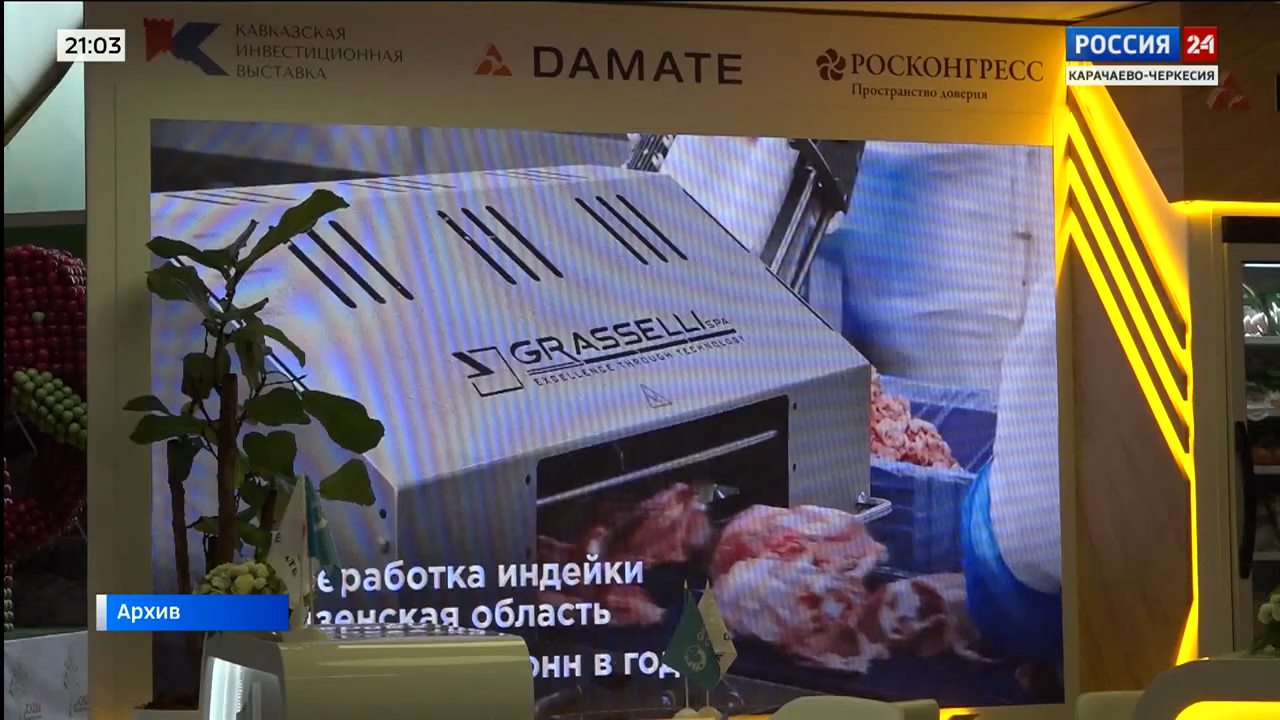 21:03
КАВКАЗСКАЯ
ИНВЕСТИЦИОННАЯ
ВЫСТАВКА
DAMATE
РОСКОНГРЕСС
Пространство доверия
РОССИЯ 24
КАРАЧАЕВО-ЧЕРКЕСИЯ
GRASSELLI SPA
EXCELLENCE THROUGH TECHNOLOGY
работка индейки
зенская область
онн в год
Архив